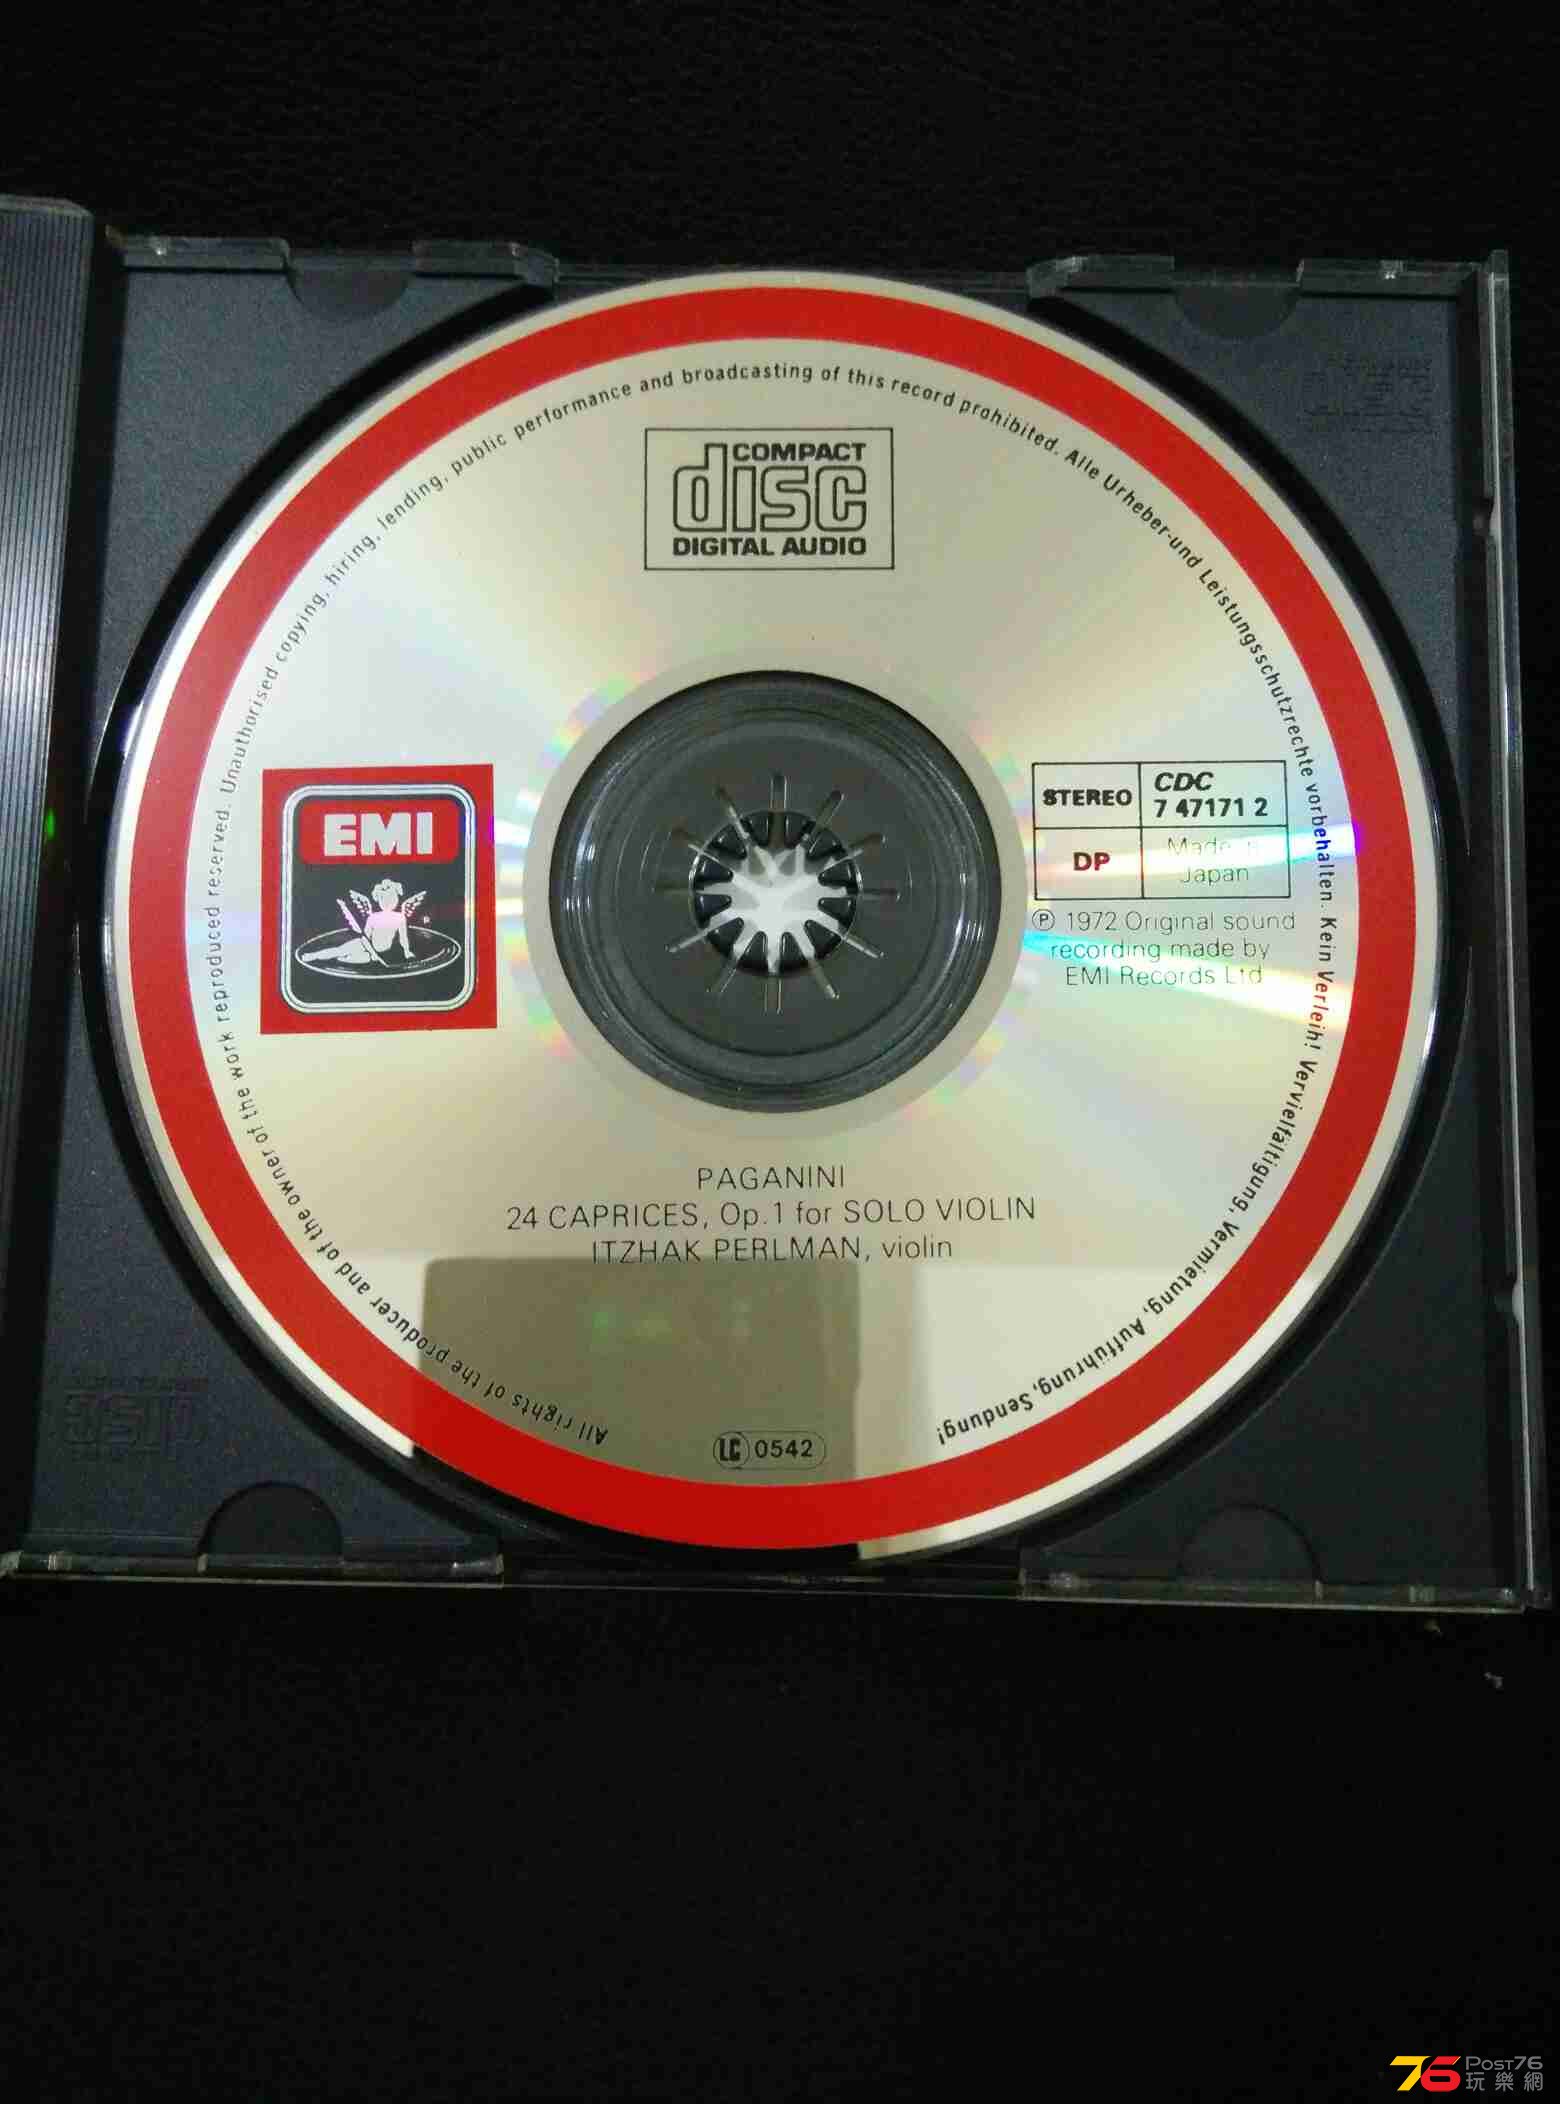 All rights of the producer and of the owner of the work reproduced reserved. Unauthorised copying, hiring, lending, public performance and broadcasting of this record prohibited. Alle Urheber-und Leistungsschutzrechte vorbehalten. Kein Verleih! Vervielfältigung, Vermietung, Aufführung, Sendung!
COMPACT
disc
DIGITAL AUDIO
EMI
STEREO
CDC
7 47171 2
DP
Made in
Japan
℗ 1972 Original sound
recording made by
EMI Records Ltd
PAGANINI
24 CAPRICES, Op.1 for SOLO VIOLIN
ITZHAK PERLMAN, violin
LC 0542
76 POST76
玩樂網